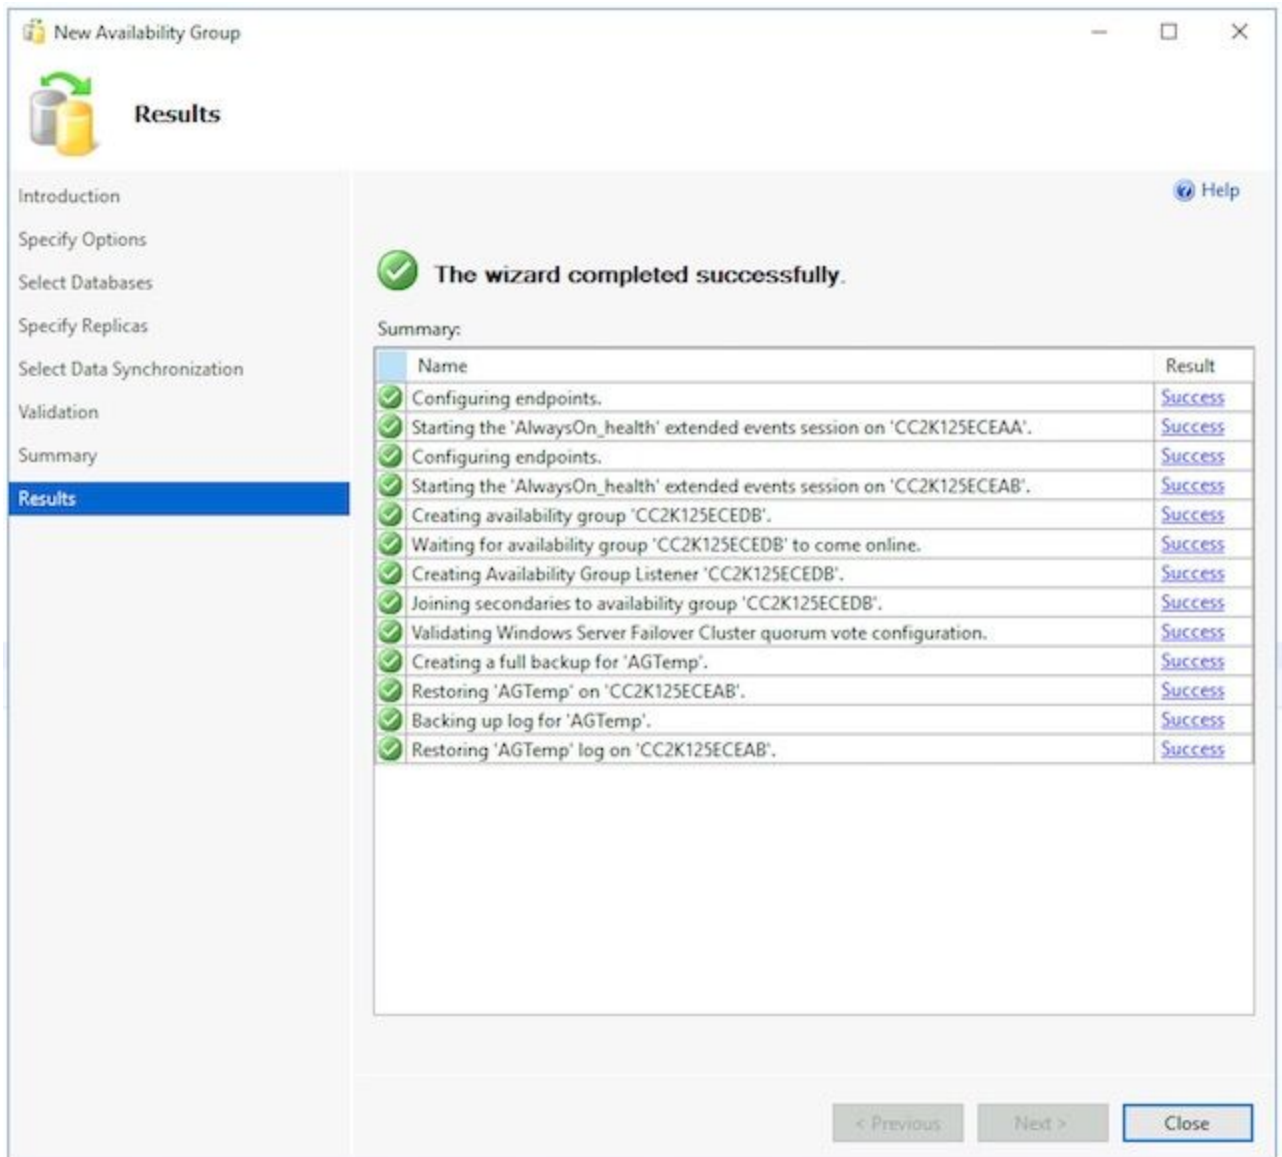 New Availability Group
Results
Introduction
Specify Options
Select Databases
Specify Replicas
Select Data Synchronization
Validation
Summary
Results
Help
The wizard completed successfully.
Summary:
Name Result
Configuring endpoints. Success
Starting the 'AlwaysOn_health' extended events session on 'CC2K125ECEAA'. Success
Configuring endpoints. Success
Starting the 'AlwaysOn_health' extended events session on 'CC2K125ECEAB'. Success
Creating availability group 'CC2K125ECEDB'. Success
Waiting for availability group 'CC2K125ECEDB' to come online. Success
Creating Availability Group Listener 'CC2K125ECEDB'. Success
Joining secondaries to availability group 'CC2K125ECEDB'. Success
Validating Windows Server Failover Cluster quorum vote configuration. Success
Creating a full backup for 'AGTemp'. Success
Restoring 'AGTemp' on 'CC2K125ECEAB'. Success
Backing up log for 'AGTemp'. Success
Restoring 'AGTemp' log on 'CC2K125ECEAB'. Success
< Previous Next > Close